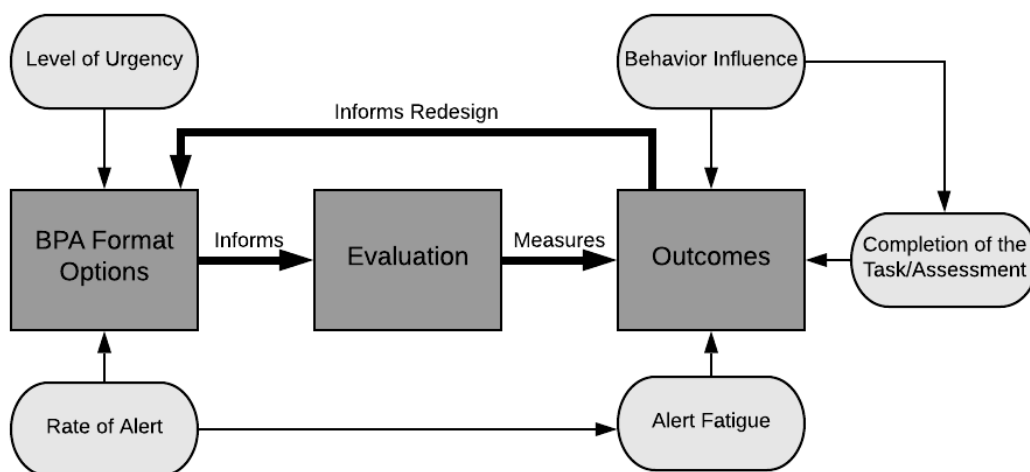 Level of Urgency
Behavior Influence
Informs Redesign
BPA Format
Options
Informs
Evaluation
Measures
Outcomes
Completion of the
Task/Assessment
Rate of Alert
Alert Fatigue